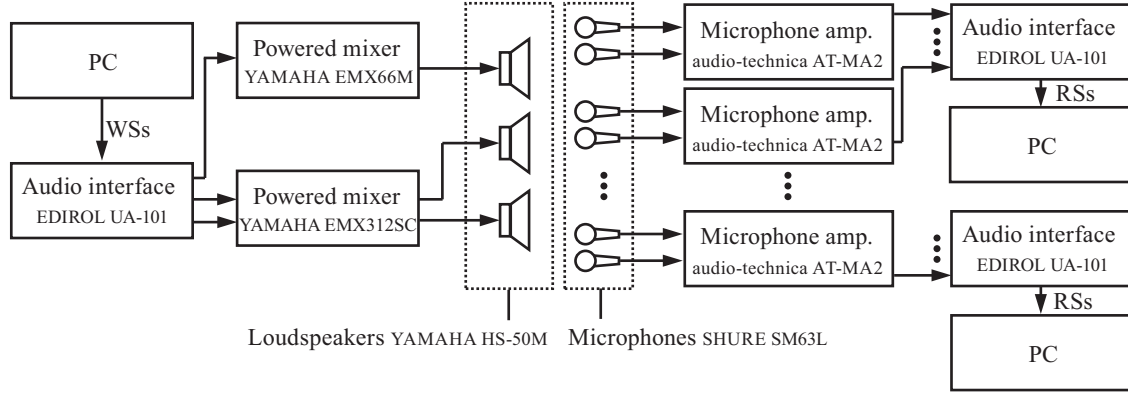 PC
WSs
Audio interface
EDIROL UA-101
Powered mixer
YAMAHA EMX66M
Powered mixer
YAMAHA EMX312SC
Loudspeakers YAMAHA HS-50M
Microphones SHURE SM63L
Microphone amp.
audio-technica AT-MA2
Microphone amp.
audio-technica AT-MA2
Microphone amp.
audio-technica AT-MA2
Audio interface
EDIROL UA-101
RSs
PC
Audio interface
EDIROL UA-101
RSs
PC